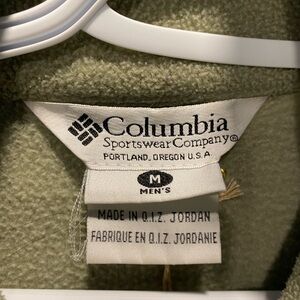 Columbia
Sportswear Company®
PORTLAND, OREGON U.S.A.
M
MEN'S
MADE IN Q.I.Z. JORDAN
FABRIQUE EN Q.I.Z. JORDANIE